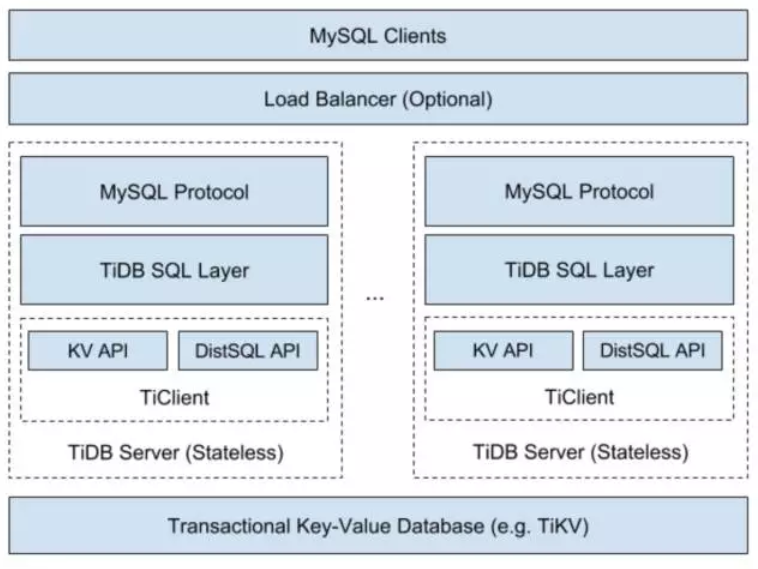 MySQL Clients
Load Balancer (Optional)
MySQL Protocol
TiDB SQL Layer
KV API
DistSQL API
TiClient
TiDB Server (Stateless)
...
MySQL Protocol
TiDB SQL Layer
KV API
DistSQL API
TiClient
TiDB Server (Stateless)
Transactional Key-Value Database (e.g. TiKV)